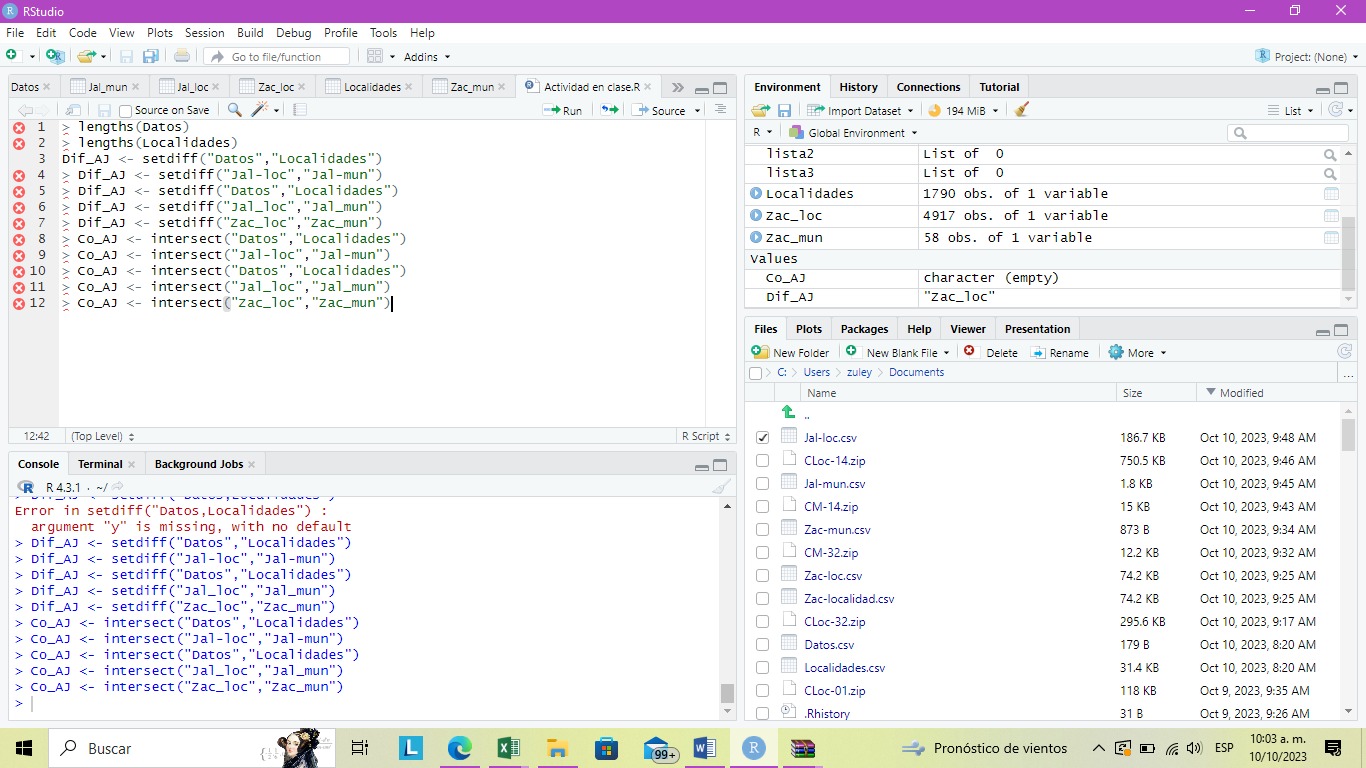 RStudio
File Edit Code View Plots Session Build Debug Profile Tools Help
Go to file/function Addins Project: (None)
Datos Jal_mun Jal_loc Zac_loc Localidades Zac_mun Actividad en clase.R
Source on Save Run Source
1 > lengths(Datos)
2 > lengths(Localidades)
3 Dif_AJ <- setdiff("Datos","Localidades")
4 > Dif_AJ <- setdiff("Jal-loc","Jal-mun")
5 > Dif_AJ <- setdiff("Datos","Localidades")
6 > Dif_AJ <- setdiff("Jal_loc","Jal_mun")
7 > Dif_AJ <- setdiff("Zac_loc","Zac_mun")
8 > Co_AJ <- intersect("Datos","Localidades")
9 > Co_AJ <- intersect("Jal-loc","Jal-mun")
10 > Co_AJ <- intersect("Datos","Localidades")
11 > Co_AJ <- intersect("Jal_loc","Jal_mun")
12 > Co_AJ <- intersect("Zac_loc","Zac_mun")
12:42 (Top Level) R Script
Console Terminal Background Jobs
R R 4.3.1 . ~/
> Dif_AJ <- setdiff("Datos,Localidades")
Error in setdiff("Datos,Localidades") :
argument "y" is missing, with no default
> Dif_AJ <- setdiff("Datos","Localidades")
> Dif_AJ <- setdiff("Jal-loc","Jal-mun")
> Dif_AJ <- setdiff("Datos","Localidades")
> Dif_AJ <- setdiff("Jal_loc","Jal_mun")
> Dif_AJ <- setdiff("Zac_loc","Zac_mun")
> Co_AJ <- intersect("Datos","Localidades")
> Co_AJ <- intersect("Jal-loc","Jal-mun")
> Co_AJ <- intersect("Datos","Localidades")
> Co_AJ <- intersect("Jal_loc","Jal_mun")
> Co_AJ <- intersect("Zac_loc","Zac_mun")
>
Environment History Connections Tutorial
Import Dataset 194 MiB List
R Global Environment
lista2 List of 0
lista3 List of 0
Localidades 1790 obs. of 1 variable
Zac_loc 4917 obs. of 1 variable
Zac_mun 58 obs. of 1 variable
Values
Co_AJ character (empty)
Dif_AJ "Zac_loc"
Files Plots Packages Help Viewer Presentation
New Folder New Blank File Delete Rename More
C: Users zuley Documents ...
Name Size Modified
..
Jal-loc.csv 186.7 KB Oct 10, 2023, 9:48 AM
CLoc-14.zip 750.5 KB Oct 10, 2023, 9:46 AM
Jal-mun.csv 1.8 KB Oct 10, 2023, 9:45 AM
CM-14.zip 15 KB Oct 10, 2023, 9:43 AM
Zac-mun.csv 873 B Oct 10, 2023, 9:34 AM
CM-32.zip 12.2 KB Oct 10, 2023, 9:32 AM
Zac-loc.csv 74.2 KB Oct 10, 2023, 9:25 AM
Zac-localidad.csv 74.2 KB Oct 10, 2023, 9:25 AM
CLoc-32.zip 295.6 KB Oct 10, 2023, 9:17 AM
Datos.csv 179 B Oct 10, 2023, 8:20 AM
Localidades.csv 31.4 KB Oct 10, 2023, 8:20 AM
CLoc-01.zip 118 KB Oct 9, 2023, 9:35 AM
.Rhistory 31 B Oct 9, 2023, 9:26 AM
Buscar L 99+ W R Pronóstico de vientos ESP 10:03 a. m.
10/10/2023